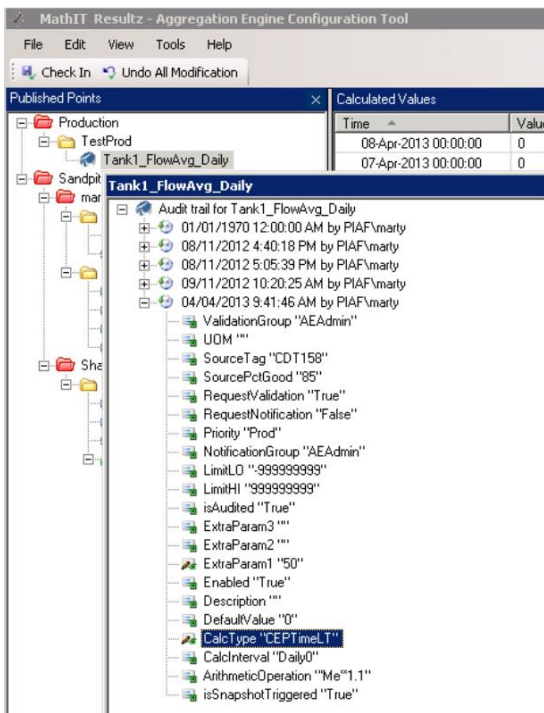 MathIT Resultz - Aggregation Engine Configuration Tool
File Edit View Tools Help
Check In Undo All Modification
Published Points
Production
TestProd
Tank1_FlowAvg_Daily
Sandpit
mar
Sha
Calculated Values
Time Value
08-Apr-2013 00:00:00 0
07-Apr-2013 00:00:00 0
Tank1_FlowAvg_Daily
Audit trail for Tank1_FlowAvg_Daily
01/01/1970 12:00:00 AM by PIAF\marty
08/11/2012 4:40:18 PM by PIAF\marty
08/11/2012 5:05:39 PM by PIAF\marty
09/11/2012 10:20:25 AM by PIAF\marty
04/04/2013 9:41:46 AM by PIAF\marty
ValidationGroup "AEAdmin"
UOM ""
SourceTag "CDT158"
SourcePctGood "85"
RequestValidation "True"
RequestNotification "False"
Priority "Prod"
NotificationGroup "AEAdmin"
LimitLO "-999999999"
LimitHI "999999999"
isAudited "True"
ExtraParam3 ""
ExtraParam2 ""
ExtraParam1 "50"
Enabled "True"
Description ""
DefaultValue "0"
CalcType "CEPTimeLT"
CalcInterval "Daily0"
ArithmeticOperation "'Me'*1.1"
isSnapshotTriggered "True"